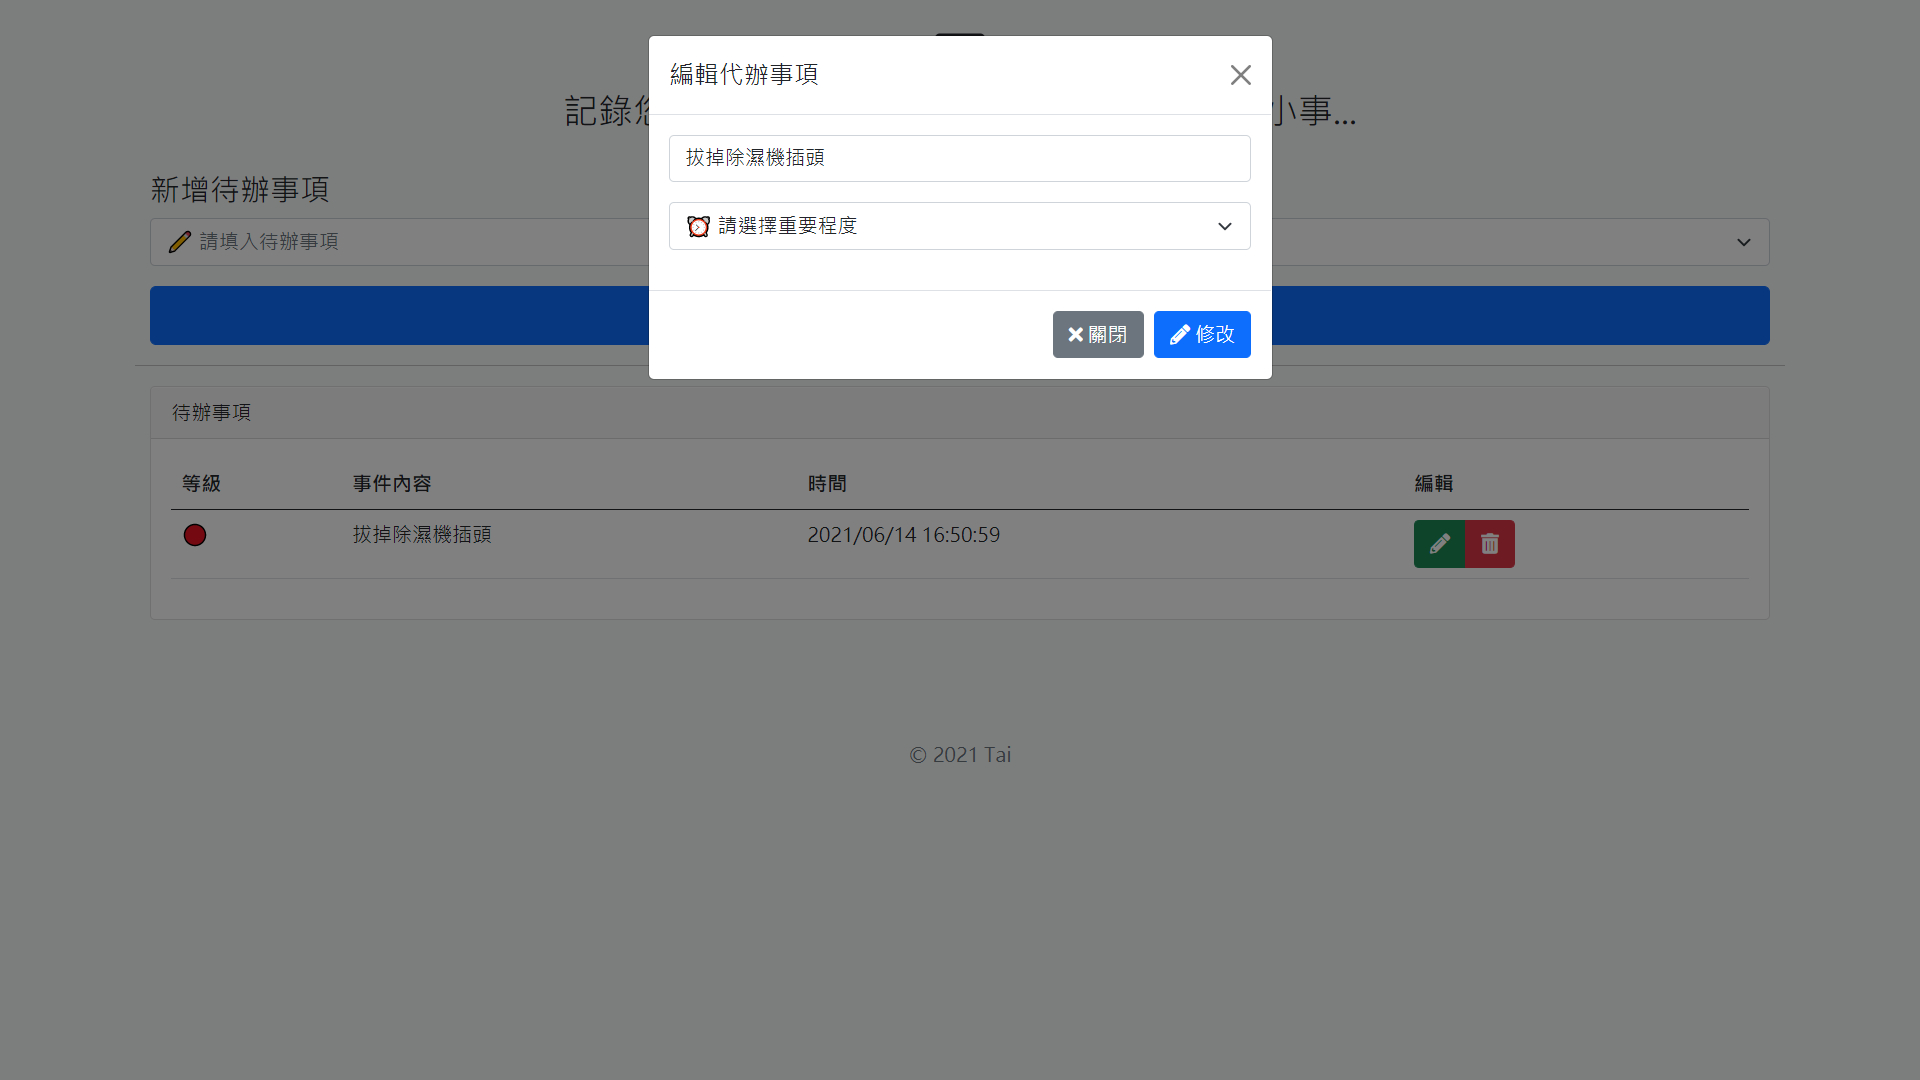 編輯代辦事項
拔掉除濕機插頭
⏰ 請選擇重要程度
關閉
修改
記錄
小事...
新增待辦事項
請填入待辦事項
待辦事項
等級 事件內容 時間 編輯
拔掉除濕機插頭 2021/06/14 16:50:59
© 2021 Tai